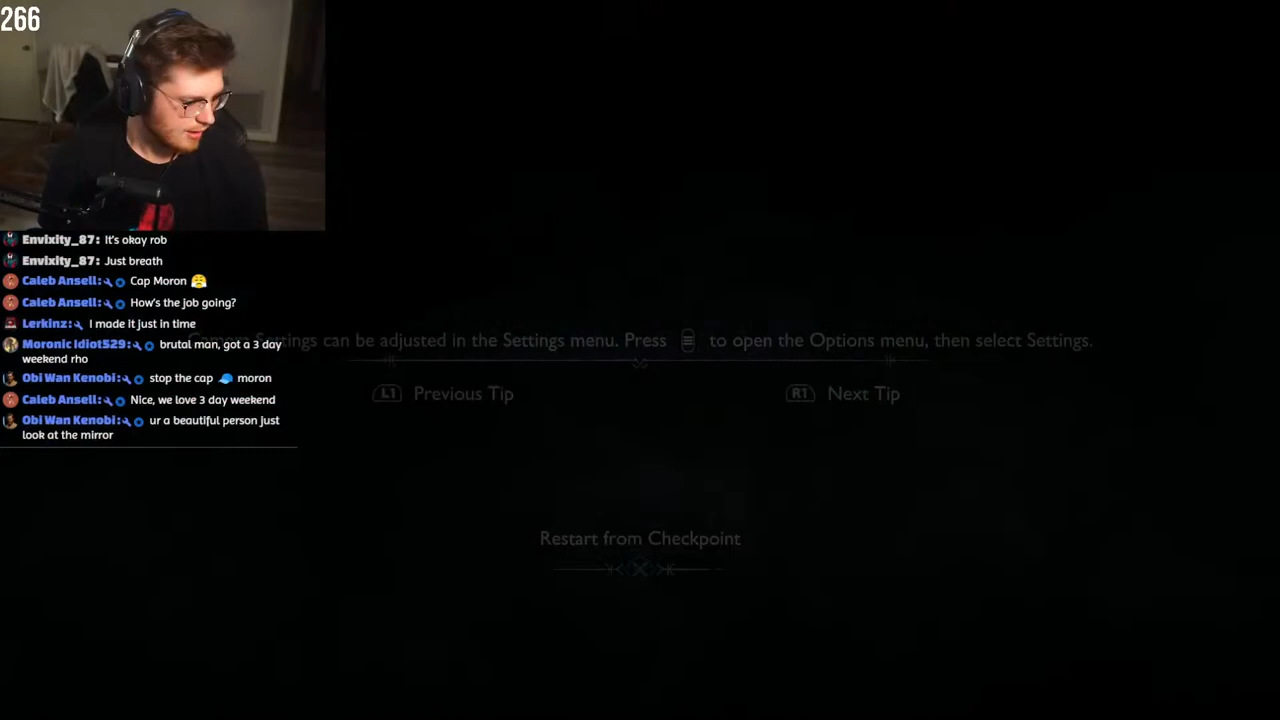 266
Envixity_87: It's okay rob
Envixity_87: Just breath
Caleb Ansell: Cap Moron 😤
Caleb Ansell: How's the job going?
Lerkinz: I made it just in time
Moronic Idiot529: brutal man, got a 3 day
weekend rho
Obi Wan Kenobi: stop the cap 🧢 moron
Caleb Ansell: Nice, we love 3 day weekend
Obi Wan Kenobi: ur a beautiful person just
look at the mirror
Camera Settings can be adjusted in the Settings menu. Press to open the Options menu, then select Settings.
L1 Previous Tip
R1 Next Tip
Restart from Checkpoint